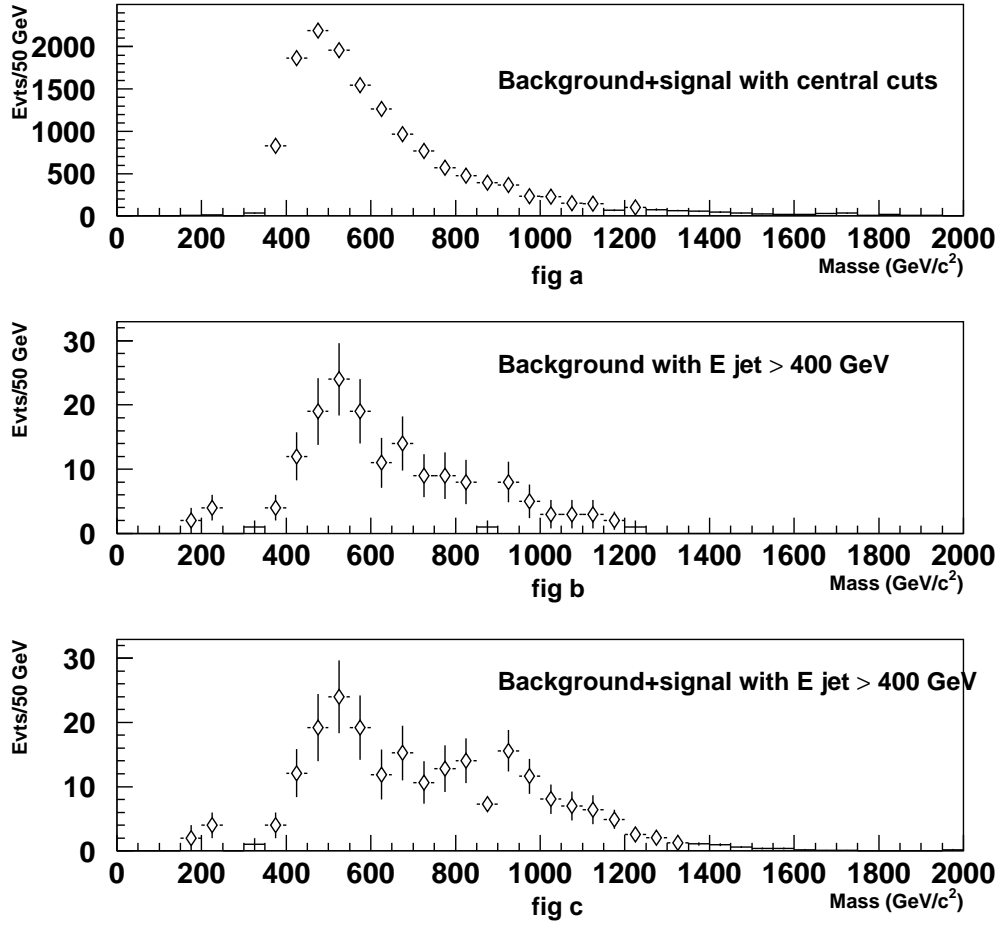 Evts/50 GeV
2000
1500
1000
500
0
Background+signal with central cuts
0 200 400 600 800 1000 1200 1400 1600 1800 2000
Masse (GeV/c²)
fig a
Evts/50 GeV
30
20
10
0
Background with E jet > 400 GeV
0 200 400 600 800 1000 1200 1400 1600 1800 2000
Mass (GeV/c²)
fig b
Evts/50 GeV
30
20
10
0
Background+signal with E jet > 400 GeV
0 200 400 600 800 1000 1200 1400 1600 1800 2000
Mass (GeV/c²)
fig c